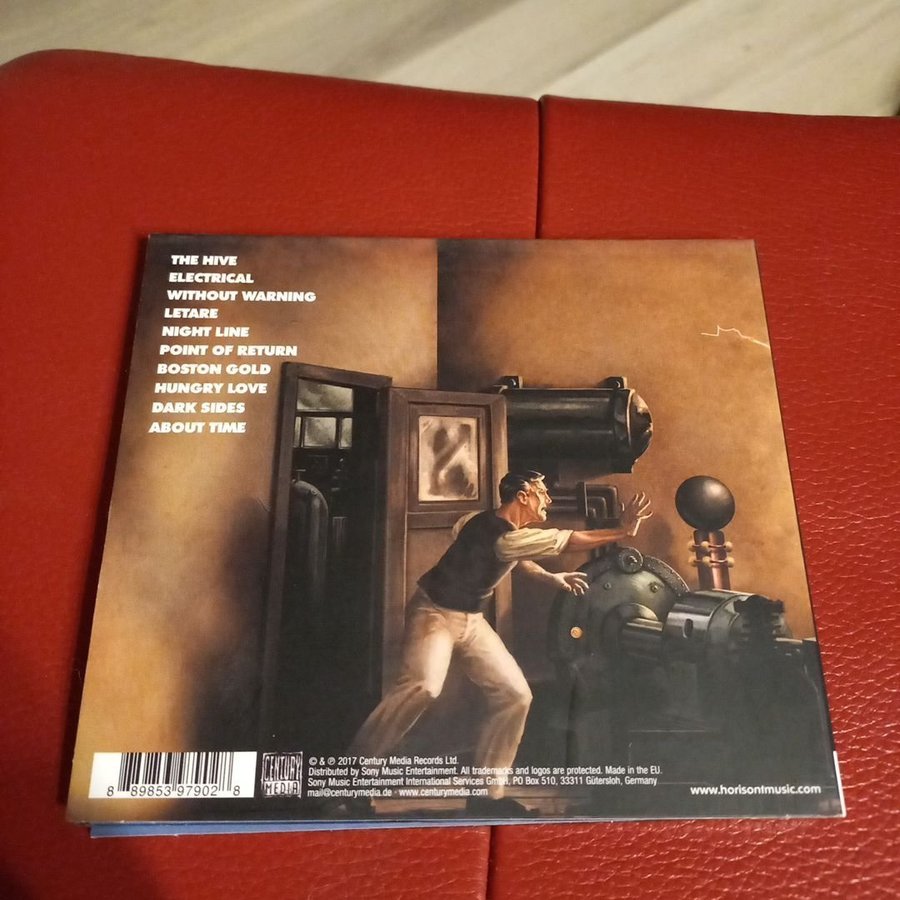 THE HIVE
ELECTRICAL
WITHOUT WARNING
LETARE
NIGHT LINE
POINT OF RETURN
BOSTON GOLD
HUNGRY LOVE
DARK SIDES
ABOUT TIME
8 89853 97902 8
CENTURY
MEDIA
© & ℗ 2017 Century Media Records Ltd.
Distributed by Sony Music Entertainment. All trademarks and logos are protected. Made in the EU.
Sony Music Entertainment International Services GmbH, PO Box 510, 33311 Gütersloh, Germany
mail@centurymedia.de - www.centurymedia.com
www.horisontmusic.com